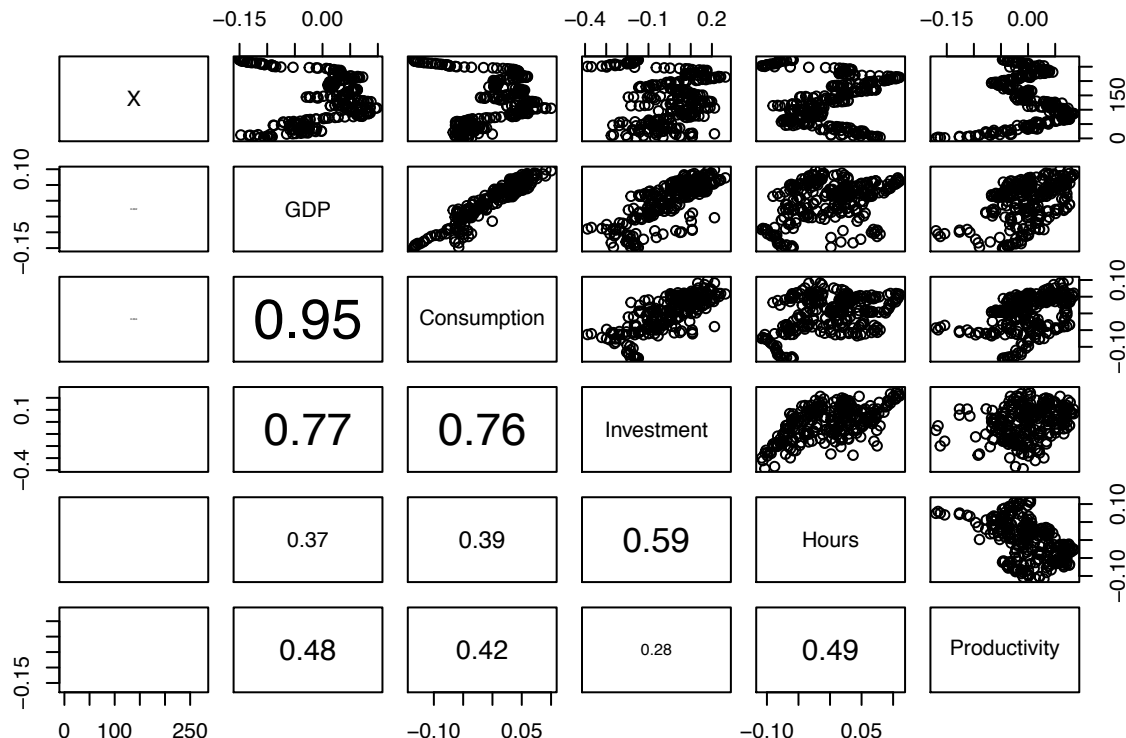 −0.15 0.00 −0.4 −0.1 0.2 −0.15 0.00
X 0 150
−0.15 0.10 GDP
0.95 Consumption −0.10 0.10
−0.4 0.1 0.77 0.76 Investment
0.37 0.39 0.59 Hours −0.10 0.10
−0.15 0.48 0.42 0.28 0.49 Productivity
0 100 250 −0.10 0.05 −0.10 0.05